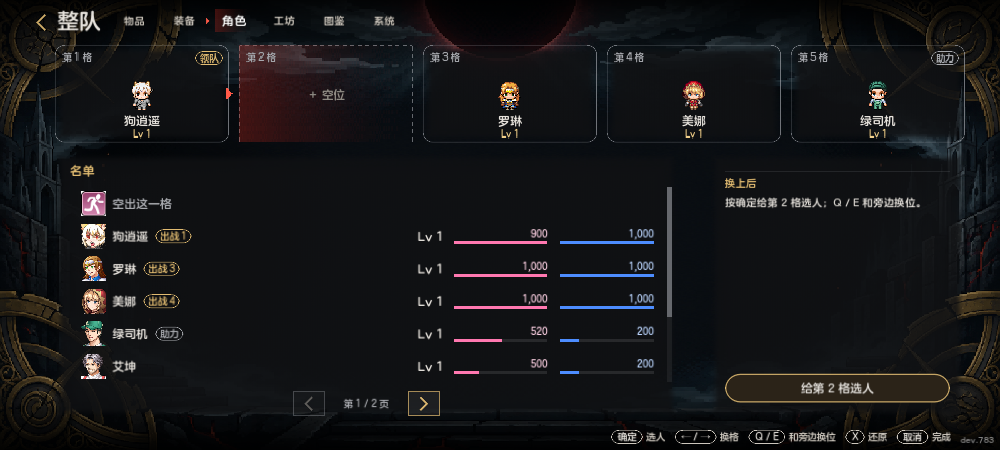 整队 物品 装备 角色 工坊 图鉴 系统
第1格 领队 第2格 第3格 第4格 第5格 助力
+ 空位
狗逍遥 罗琳 美娜 绿司机
Lv 1 Lv 1 Lv 1 Lv 1
名单
空出这一格
狗逍遥 出战1 Lv 1 900 1,000
罗琳 出战3 Lv 1 1,000 1,000
美娜 出战4 Lv 1 1,000 1,000
绿司机 助力 Lv 1 520 200
艾坤 Lv 1 500 200
第1/2页
换上后
按确定给第 2 格选人；Q / E 和旁边换位。
给第 2 格选人
确定 选人 ←/→ 换格 Q / E 和旁边换位 X 还原 取消 完成 dev.783